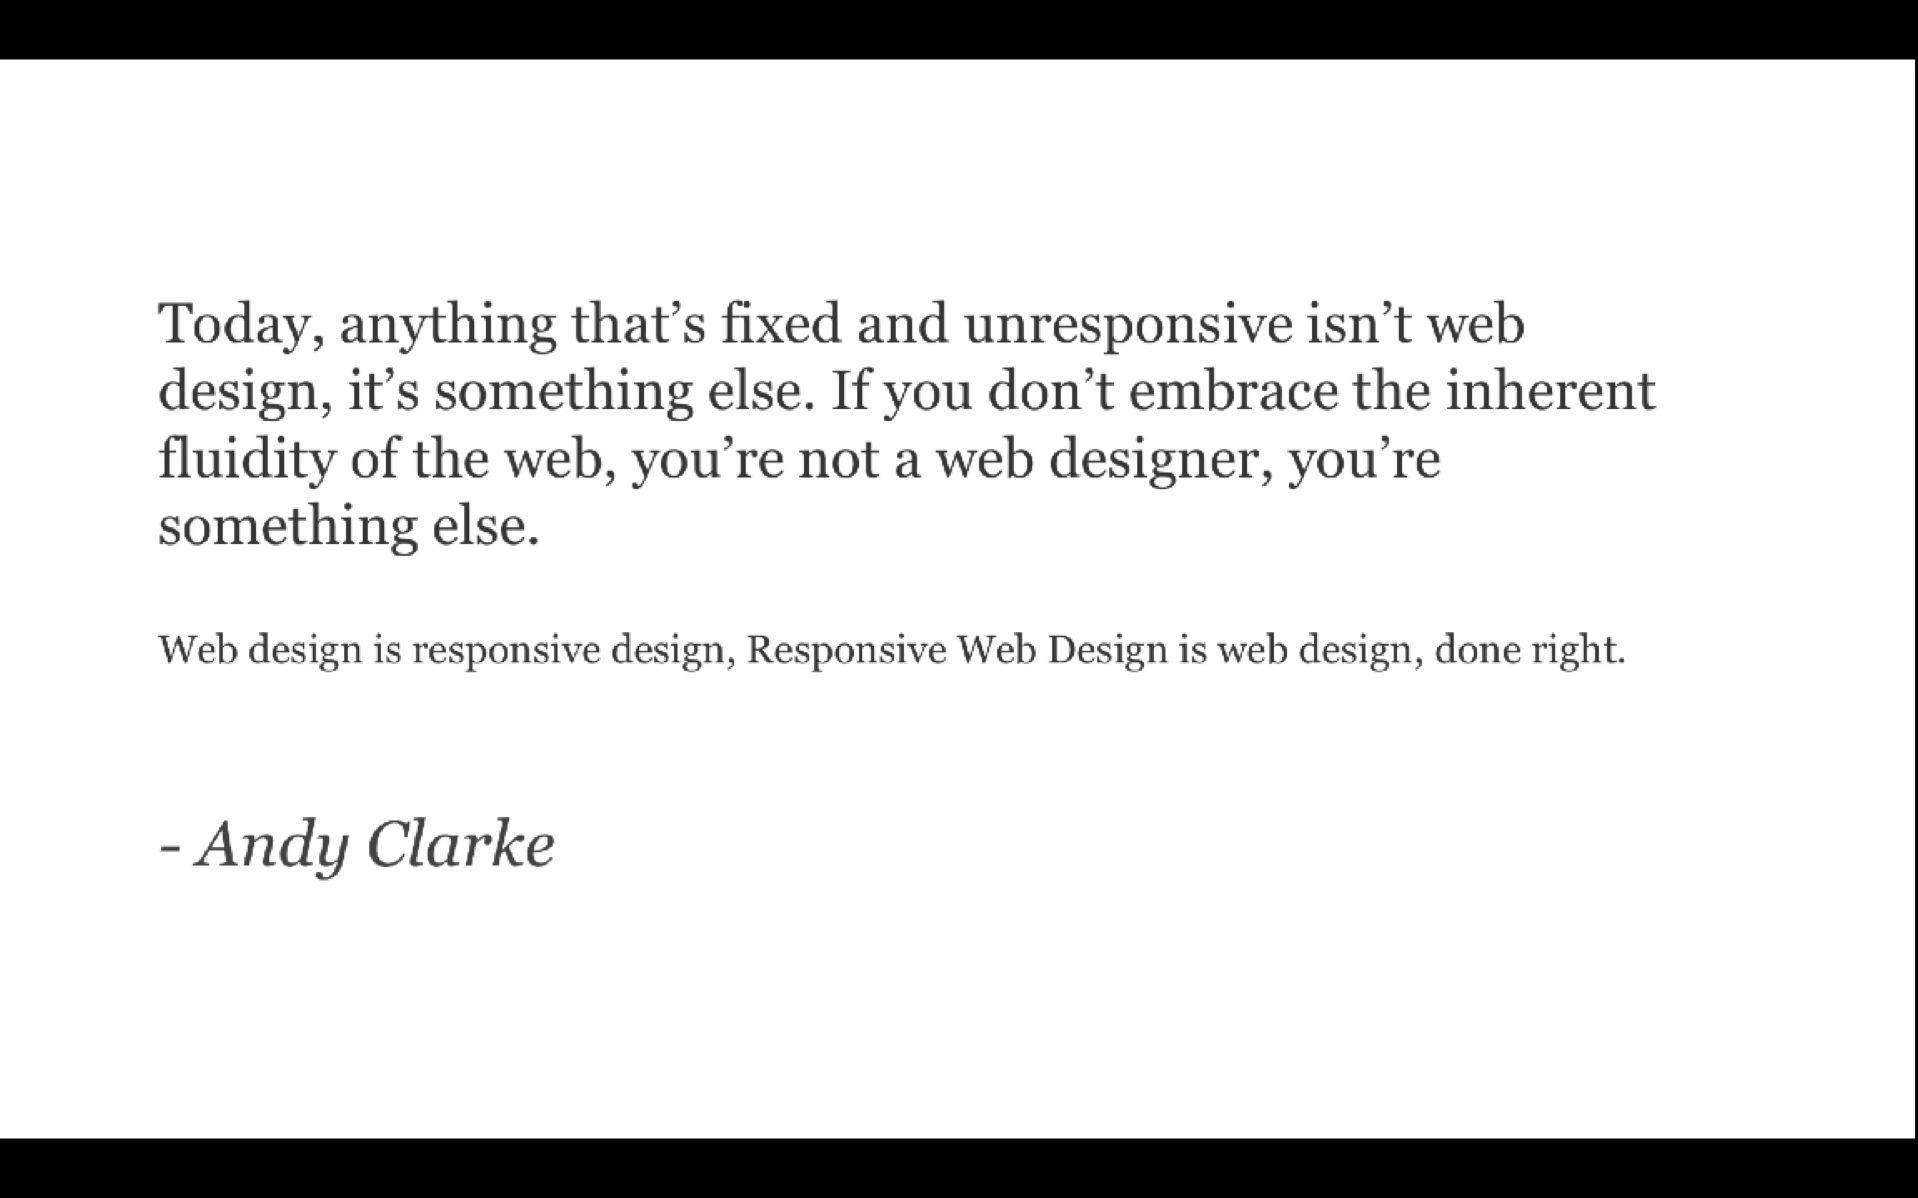 Today, anything that’s fixed and unresponsive isn’t web
design, it’s something else. If you don’t embrace the inherent
fluidity of the web, you’re not a web designer, you’re
something else.
Web design is responsive design, Responsive Web Design is web design, done right.
- Andy Clarke